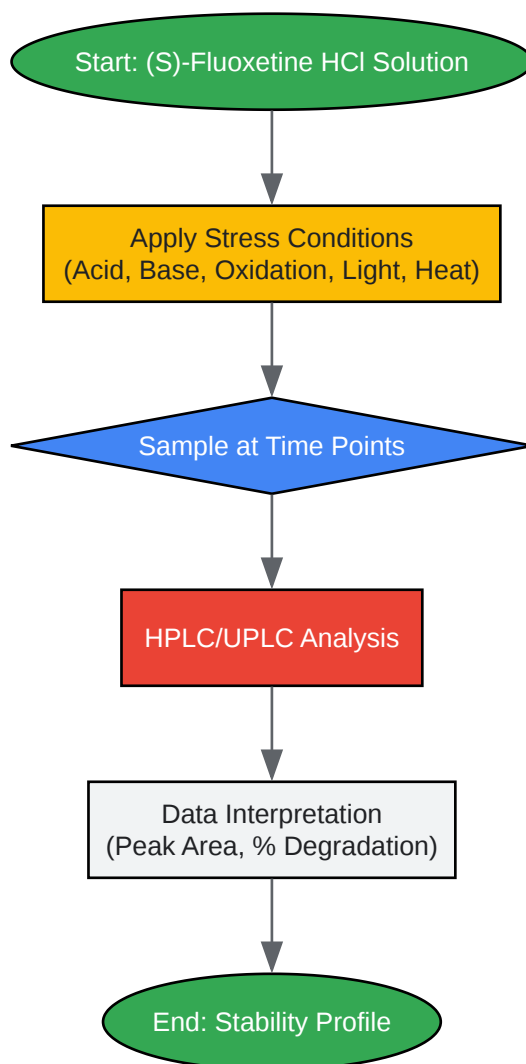 Start: (S)-Fluoxetine HCl Solution
Apply Stress Conditions
(Acid, Base, Oxidation, Light, Heat)
Sample at Time Points
HPLC/UPLC Analysis
Data Interpretation
(Peak Area, % Degradation)
End: Stability Profile